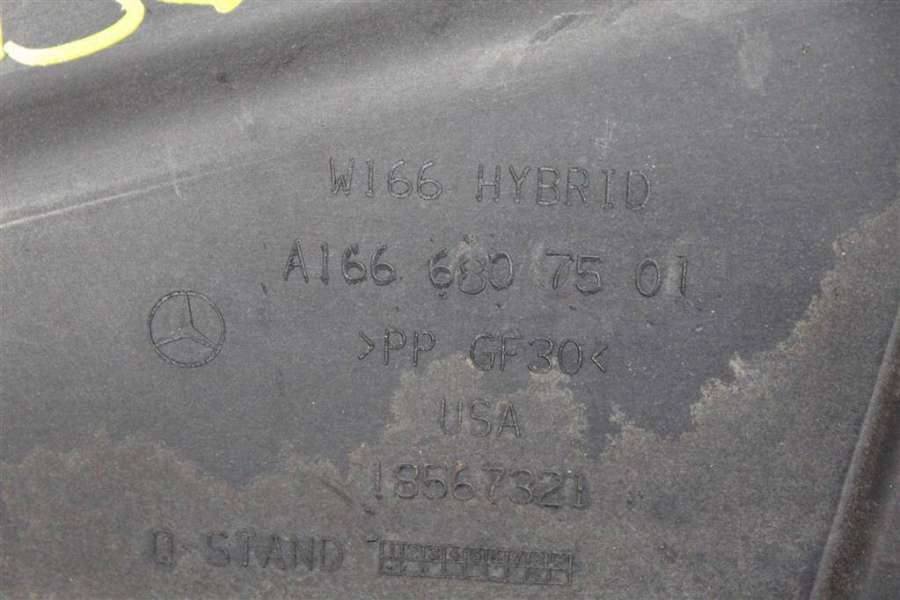 W166 HYBRID
A166 680 75 01
>PP GF30<
USA
18567321
Q-STAND